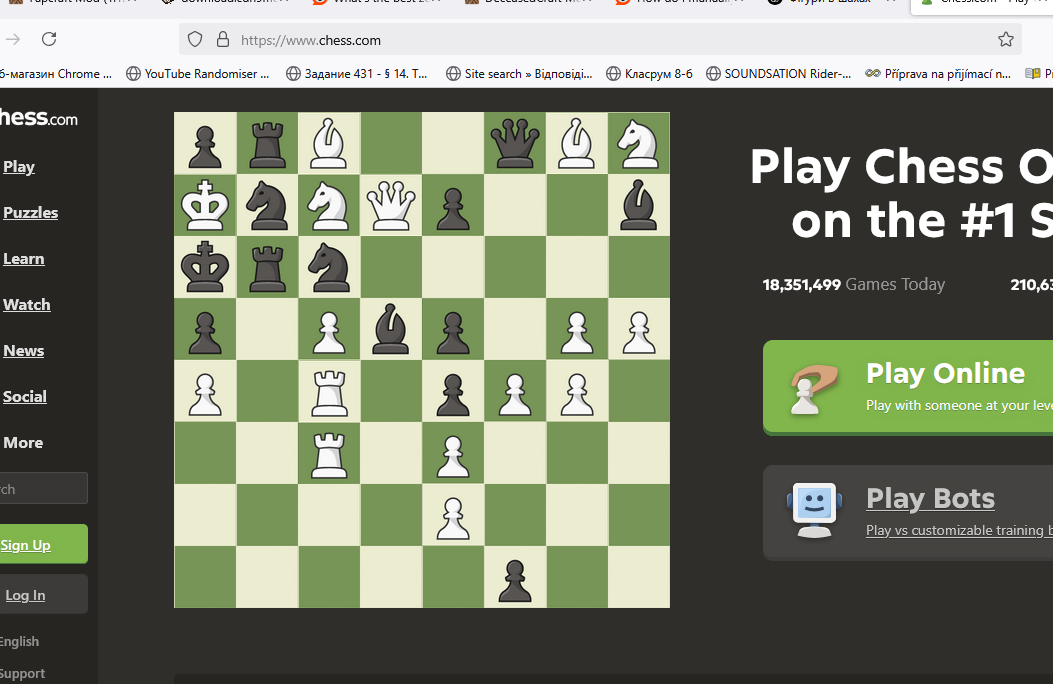 https://www.chess.com
б-магазин Chrome ... YouTube Randomiser ... Задание 431 - § 14. Т... Site search » Відповіді... Класрум 8-б SOUNDSATION Rider-... Příprava na přijímací n...
hess.com
Play
Puzzles
Learn
Watch
News
Social
More
ch
Sign Up
Log In
English
Support
Play Chess O
on the #1 S
18,351,499 Games Today 210,63
Play Online
Play with someone at your leve
Play Bots
Play vs customizable training b